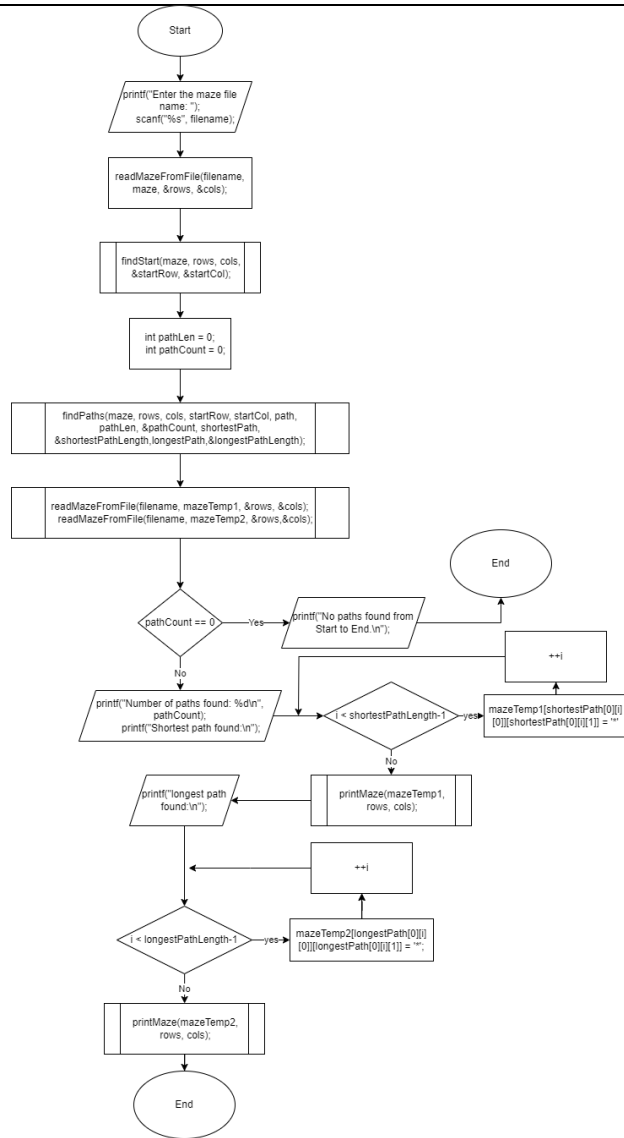 Start
printf("Enter the maze file
name: ");
scanf("%s", filename);
readMazeFromFile(filename,
maze, &rows, &cols);
findStart(maze, rows, cols,
&startRow, &startCol);
int pathLen = 0;
int pathCount = 0;
findPaths(maze, rows, cols, startRow, startCol, path,
pathLen, &pathCount, shortestPath,
&shortestPathLength,longestPath,&longestPathLength);
readMazeFromFile(filename, mazeTemp1, &rows, &cols);
readMazeFromFile(filename, mazeTemp2, &rows,&cols);
pathCount == 0
Yes
printf("No paths found from
Start to End.\n");
End
No
printf("Number of paths found: %d\n",
pathCount);
printf("Shortest path found:\n");
i < shortestPathLength-1
yes
mazeTemp1[shortestPath[0][i]
[0]][shortestPath[0][i][1]] = '*'
++i
No
printMaze(mazeTemp1,
rows, cols);
printf("longest path
found:\n");
i < longestPathLength-1
yes
mazeTemp2[longestPath[0][i]
[0]][longestPath[0][i][1]] = '*';
++i
No
printMaze(mazeTemp2,
rows, cols);
End